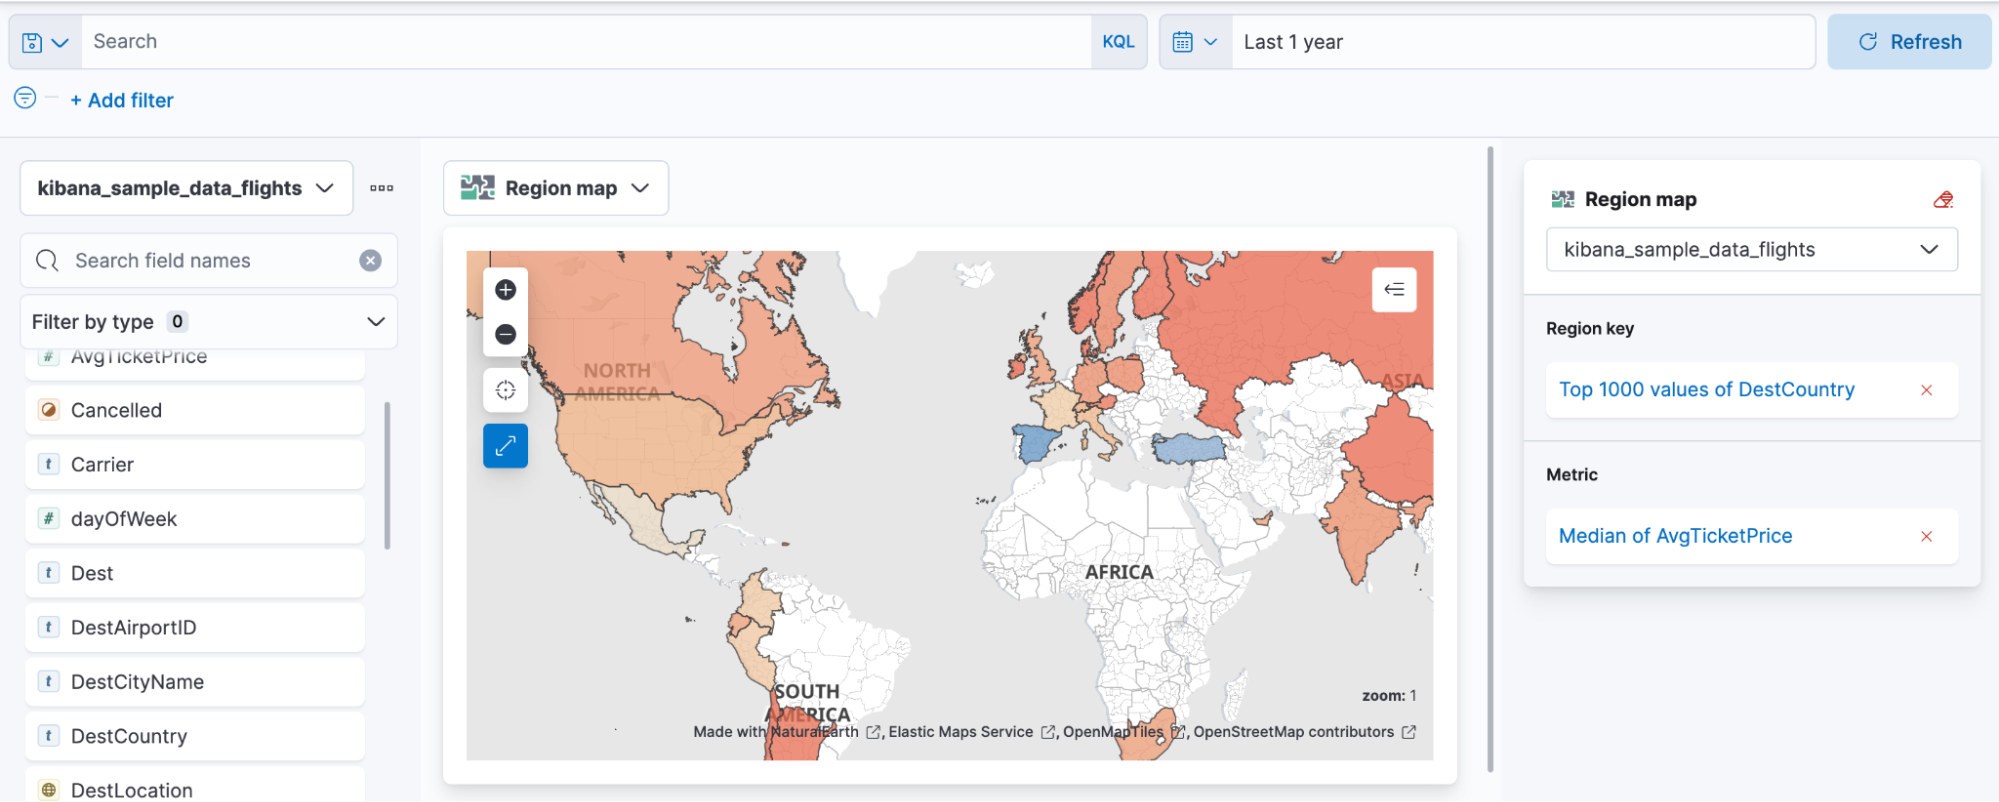 Search
KQL
Last 1 year
Refresh
+ Add filter
kibana_sample_data_flights
Search field names
Filter by type 0
# AvgTicketPrice
Cancelled
t Carrier
# dayOfWeek
t Dest
t DestAirportID
t DestCityName
t DestCountry
DestLocation
Region map
NORTH
AMERICA
ASIA
AFRICA
SOUTH
AMERICA
zoom: 1
Made with NaturalEarth , Elastic Maps Service , OpenMapTiles , OpenStreetMap contributors
Region map
kibana_sample_data_flights
Region key
Top 1000 values of DestCountry
Metric
Median of AvgTicketPrice